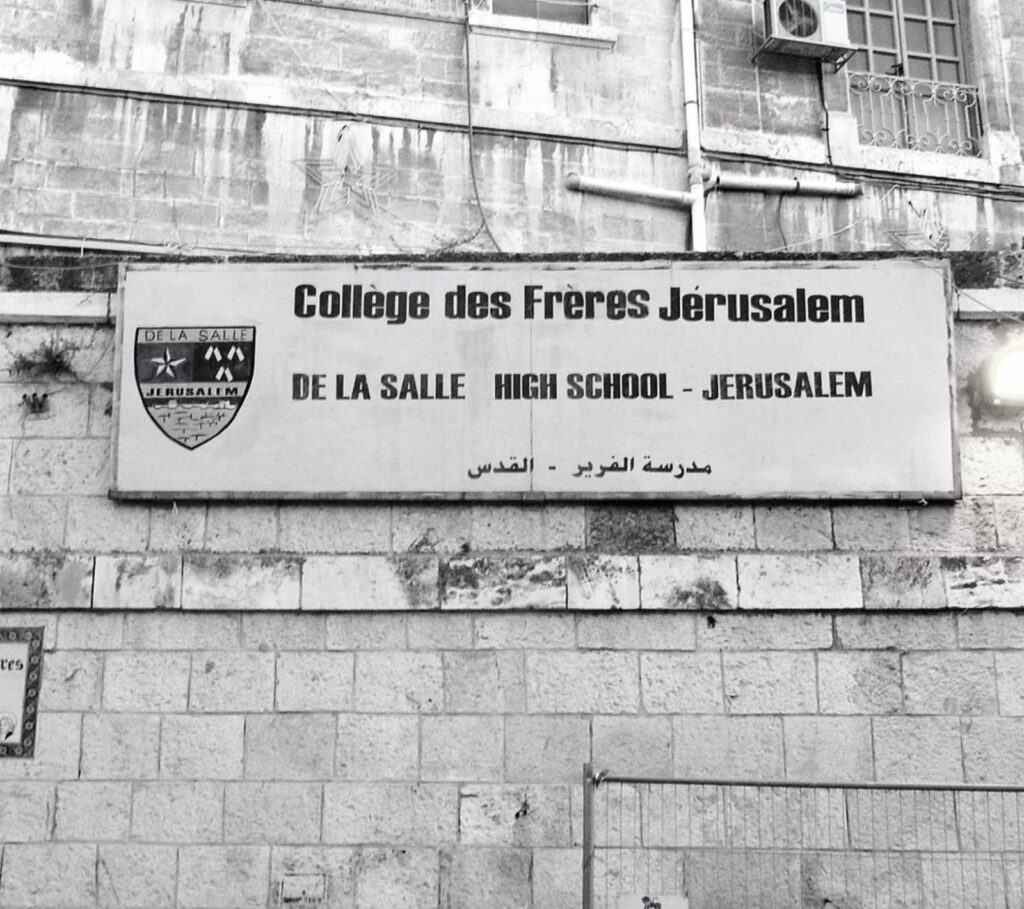 Collège des Frères Jérusalem
DE LA SALLE
JERUSALEM
DE LA SALLE HIGH SCHOOL - JERUSALEM
مدرسة الفرير - القدس